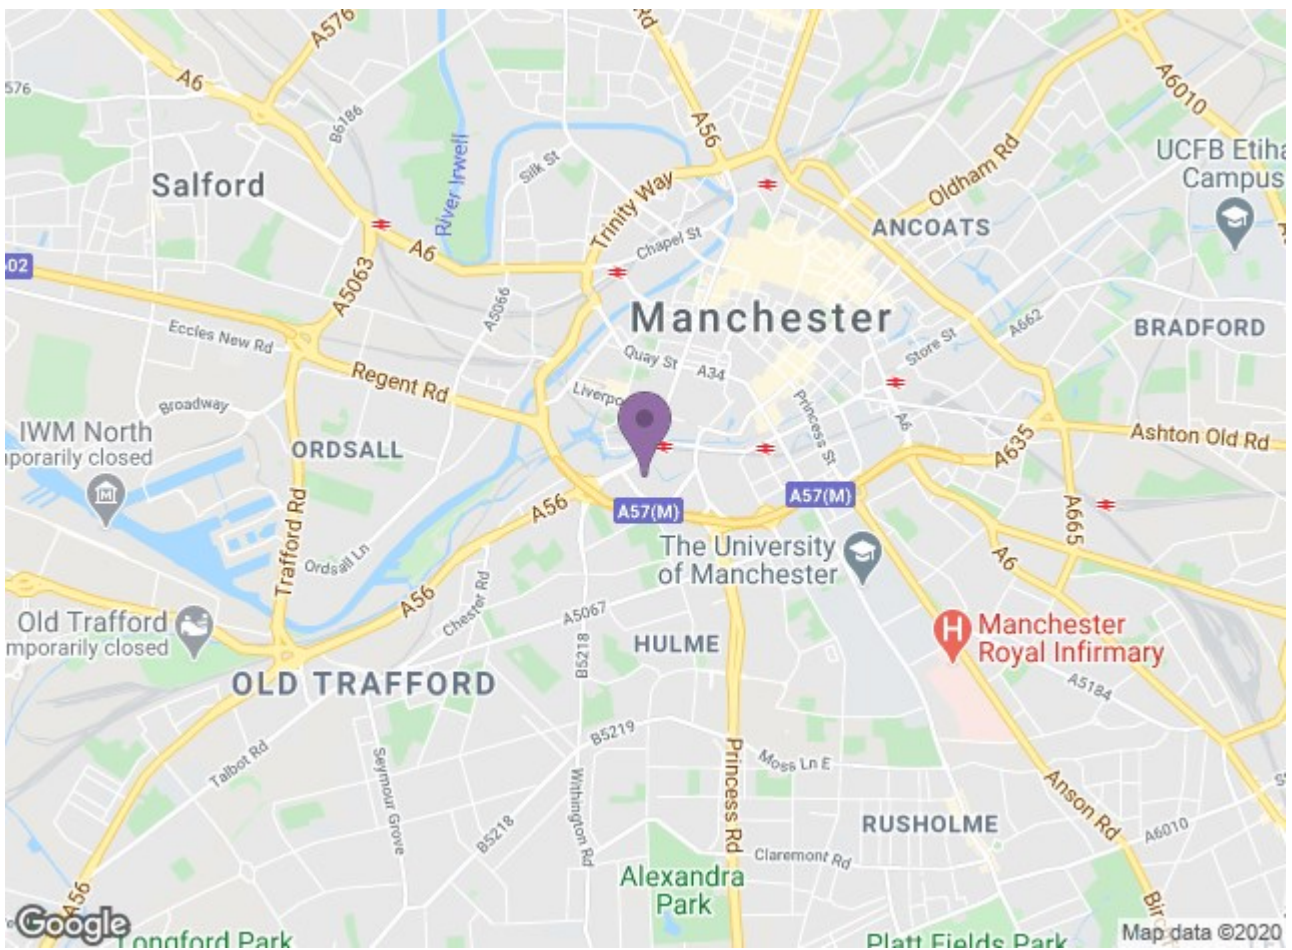 A576
Rd
A6
576
B6186
A56
A6010
UCFB Etiha
Campus
Silk St
Oldham Rd
River Irwell
Salford
Trinity Way
ANCOATS
Chapel St
A6
02
A5063
A5066
Manchester
A662
BRADFORD
Eccles New Rd
Quay St
A34
Store St
Regent Rd
Liverpo
Broadway
Princess St
A6
IWM North
mporarily closed
ORDSALL
A635
Ashton Old Rd
Trafford Rd
A56
A57(M)
A57(M)
A665
The University
of Manchester
Ordsall Ln
A56
Chester Rd
A5067
A6
Old Trafford
mporarily closed
HULME
B5218
Manchester
Royal Infirmary
A5184
OLD TRAFFORD
B5219
Talbot Rd
Seymour Grove
Withington Rd
Princess Rd
Moss Ln E
Anson Rd
B5218
RUSHOLME
A6010
Claremont Rd
Alexandra
Park
A56
Google
Longford Park
Platt Fields Park
Map data ©2020